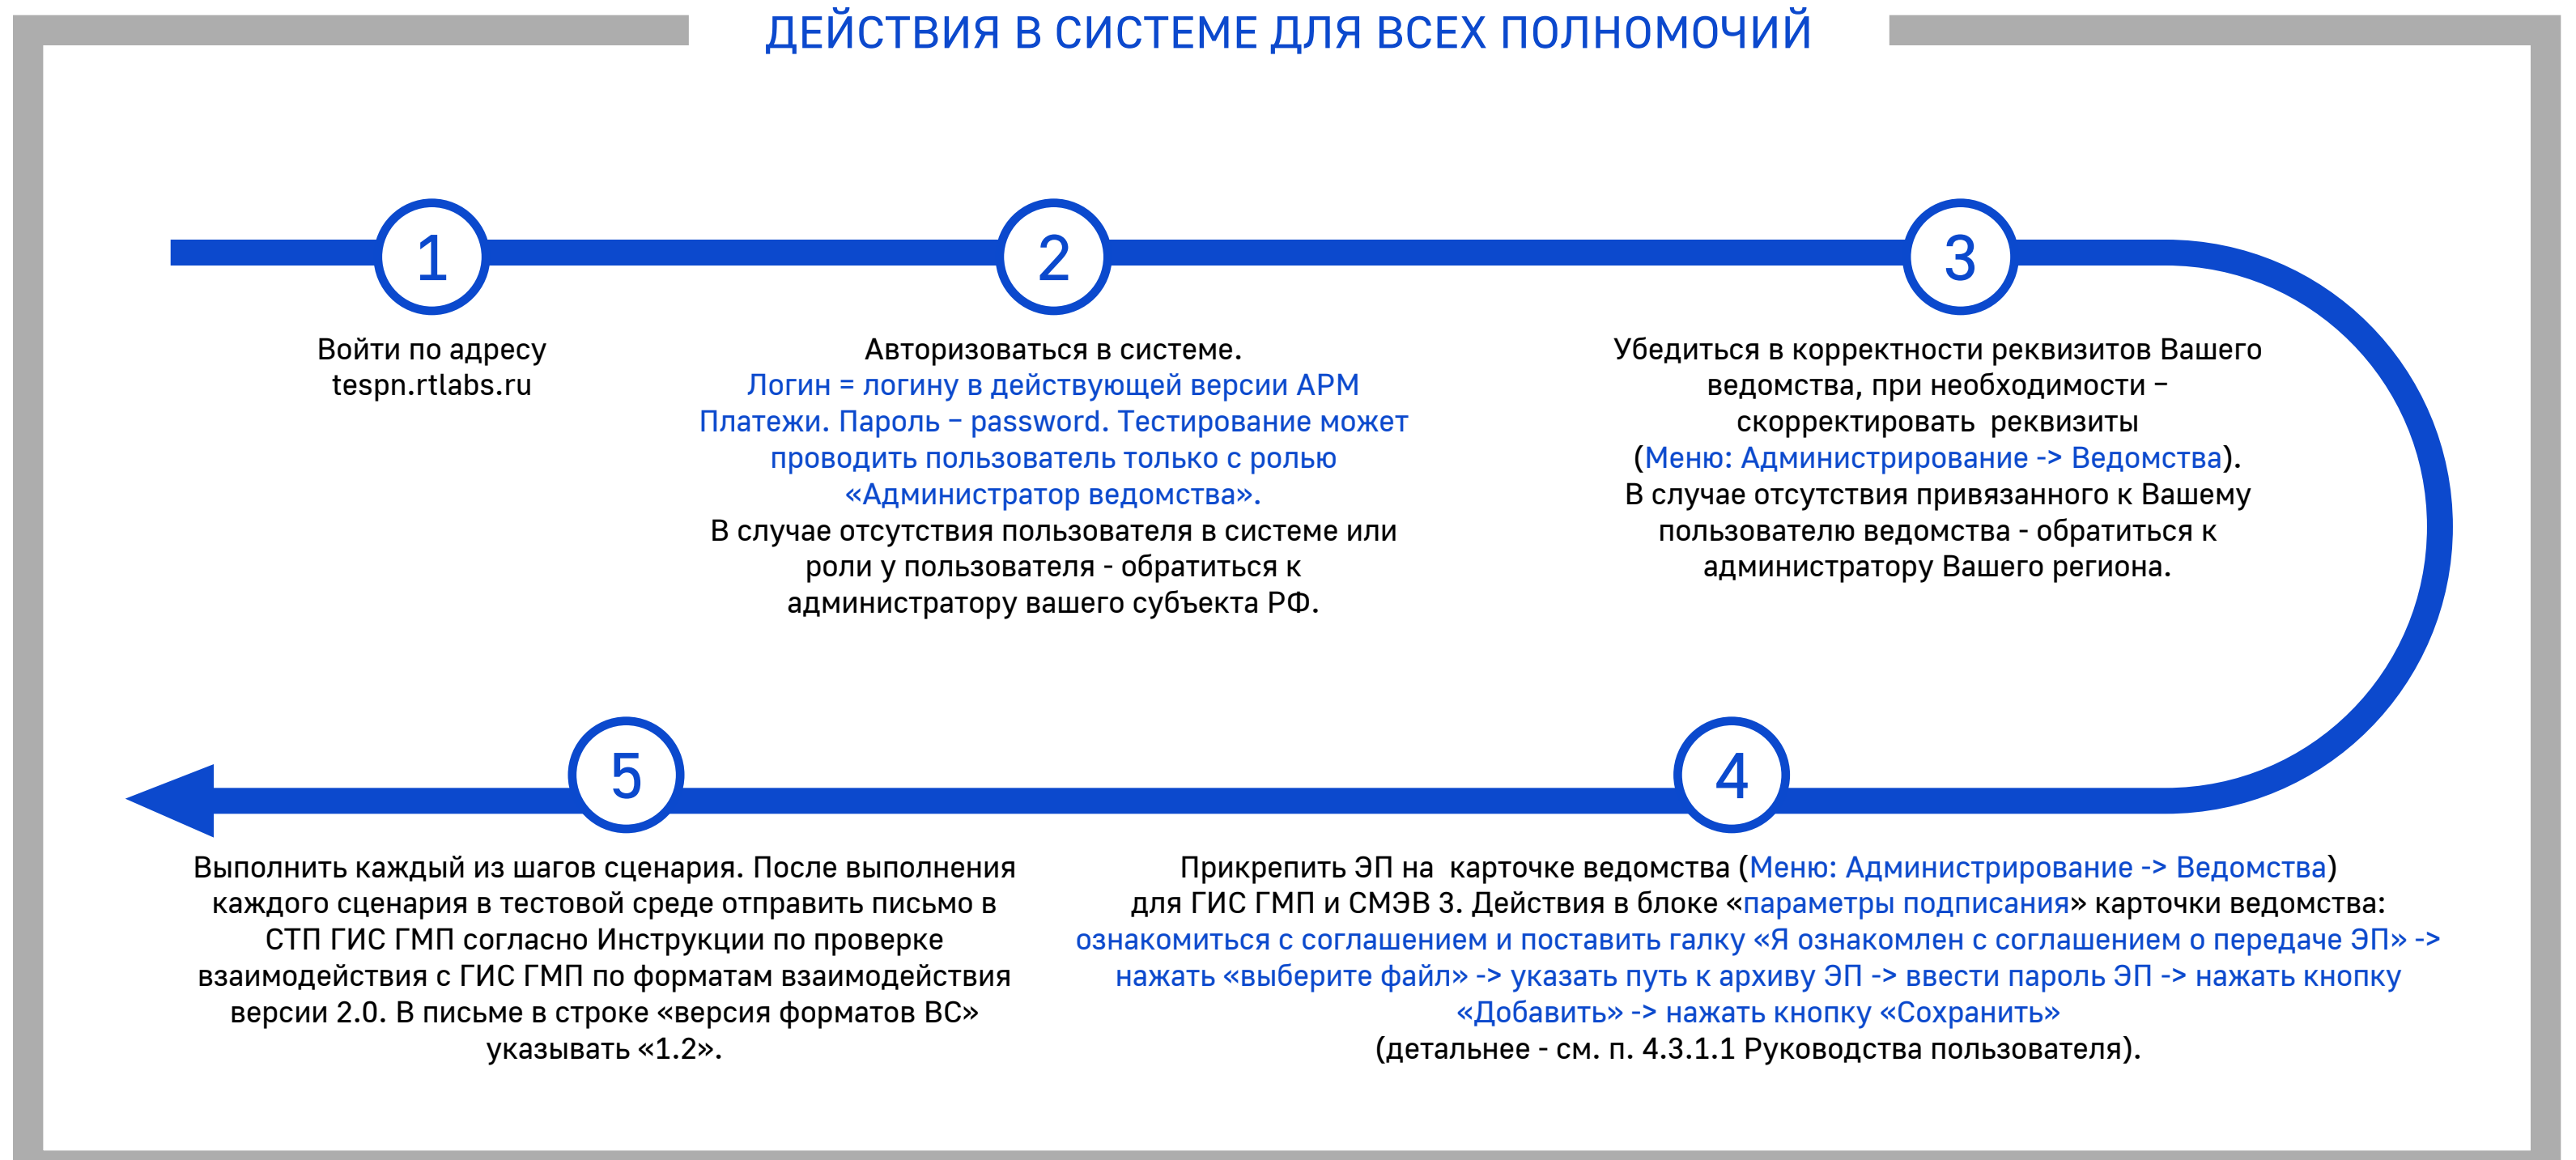 ДЕЙСТВИЯ В СИСТЕМЕ ДЛЯ ВСЕХ ПОЛНОМОЧИЙ
1
Войти по адресу
tespn.rtlabs.ru
2
Авторизоваться в системе.
Логин = логину в действующей версии АРМ
Платежи. Пароль – password. Тестирование может
проводить пользователь только с ролью
«Администратор ведомства».
В случае отсутствия пользователя в системе или
роли у пользователя - обратиться к
администратору вашего субъекта РФ.
3
Убедиться в корректности реквизитов Вашего
ведомства, при необходимости –
скорректировать реквизиты
(Меню: Администрирование -> Ведомства).
В случае отсутствия привязанного к Вашему
пользователю ведомства - обратиться к
администратору Вашего региона.
4
Прикрепить ЭП на карточке ведомства (Меню: Администрирование -> Ведомства)
для ГИС ГМП и СМЭВ 3. Действия в блоке «параметры подписания» карточки ведомства:
ознакомиться с соглашением и поставить галку «Я ознакомлен с соглашением о передаче ЭП» ->
нажать «выберите файл» -> указать путь к архиву ЭП -> ввести пароль ЭП -> нажать кнопку
«Добавить» -> нажать кнопку «Сохранить»
(детальнее - см. п. 4.3.1.1 Руководства пользователя).
5
Выполнить каждый из шагов сценария. После выполнения
каждого сценария в тестовой среде отправить письмо в
СТП ГИС ГМП согласно Инструкции по проверке
взаимодействия с ГИС ГМП по форматам взаимодействия
версии 2.0. В письме в строке «версия форматов ВС»
указывать «1.2».